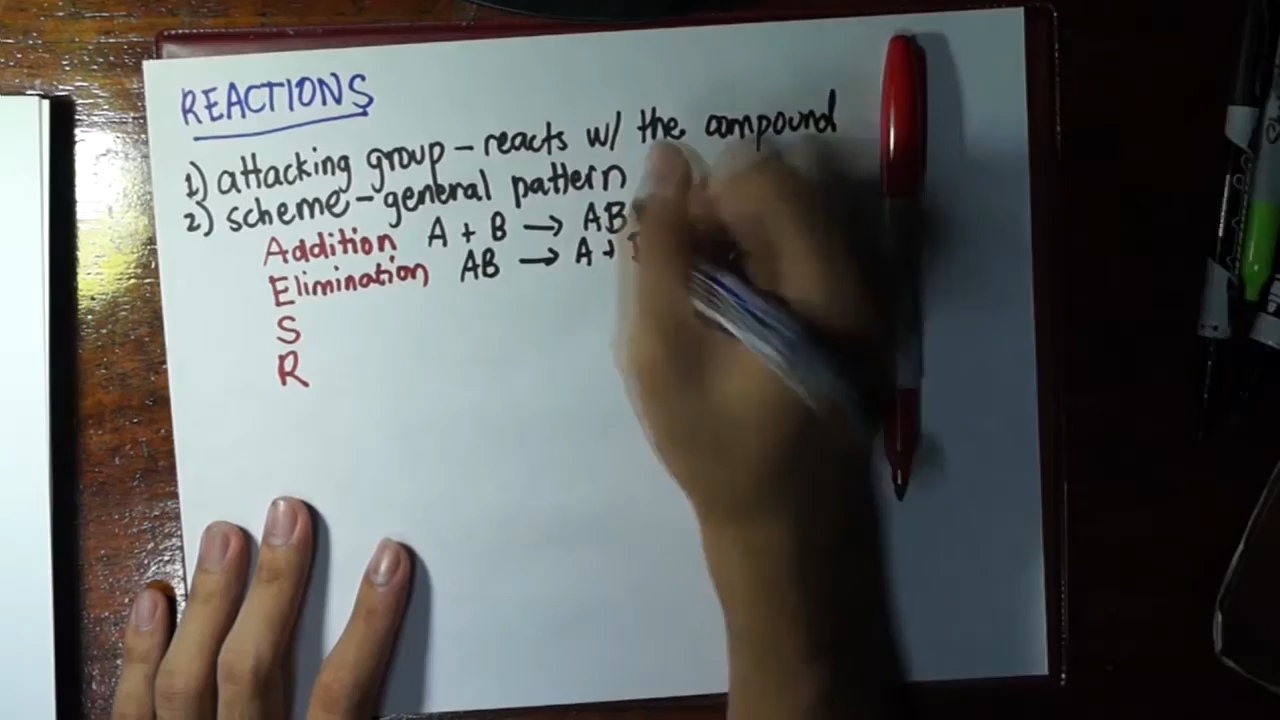 REACTIONS
1) attacking group - reacts w/ the compound
2) scheme - general pattern
Addition A + B → AB
Elimination AB → A +
S
R